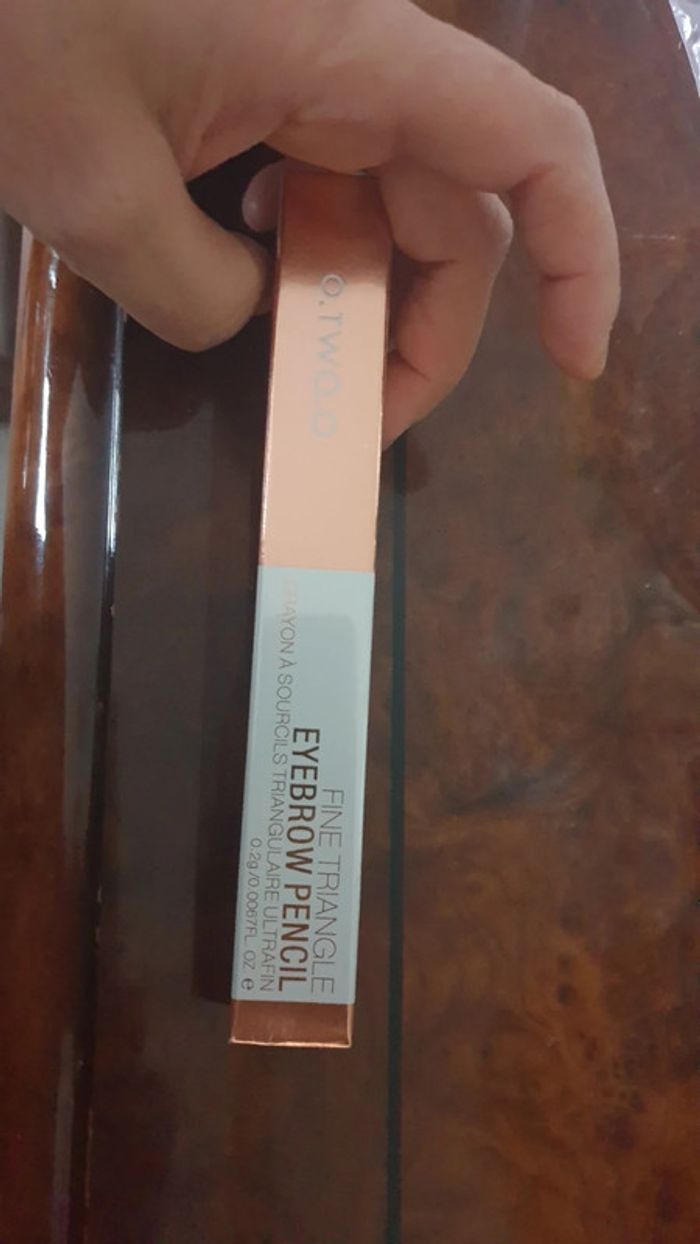 o.two.o
FINE TRIANGLE
EYEBROW PENCIL
CRAYON À SOURCILS TRIANGULAIRE ULTRAFIN
0.2g/0.0067FL. OZ e